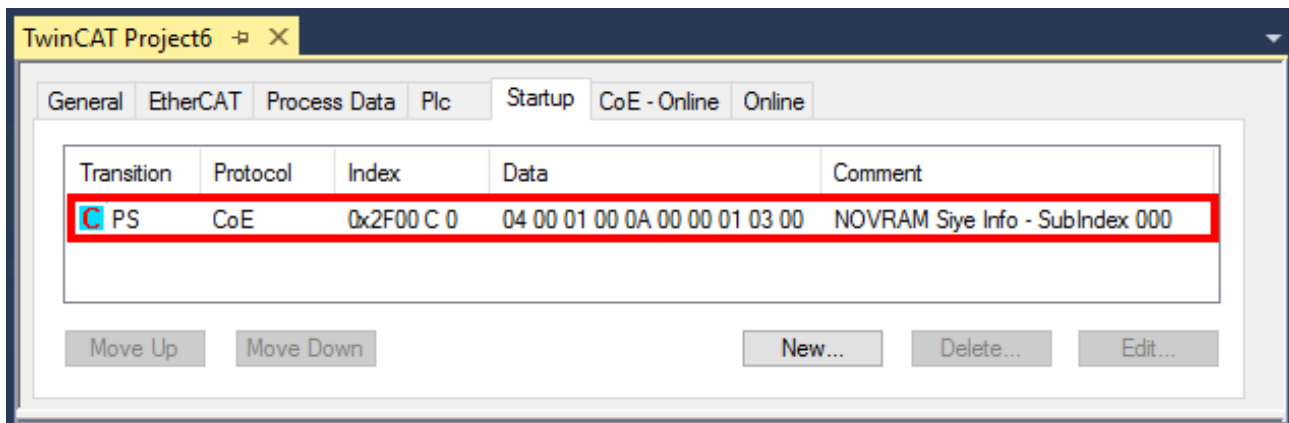 TwinCAT Project6
General EtherCAT Process Data Plc Startup CoE - Online Online
Transition Protocol Index Data Comment
C PS CoE 0x2F00 C 0 04 00 01 00 0A 00 00 01 03 00 NOVRAM Siye Info - SubIndex 000
Move Up Move Down New... Delete... Edit...